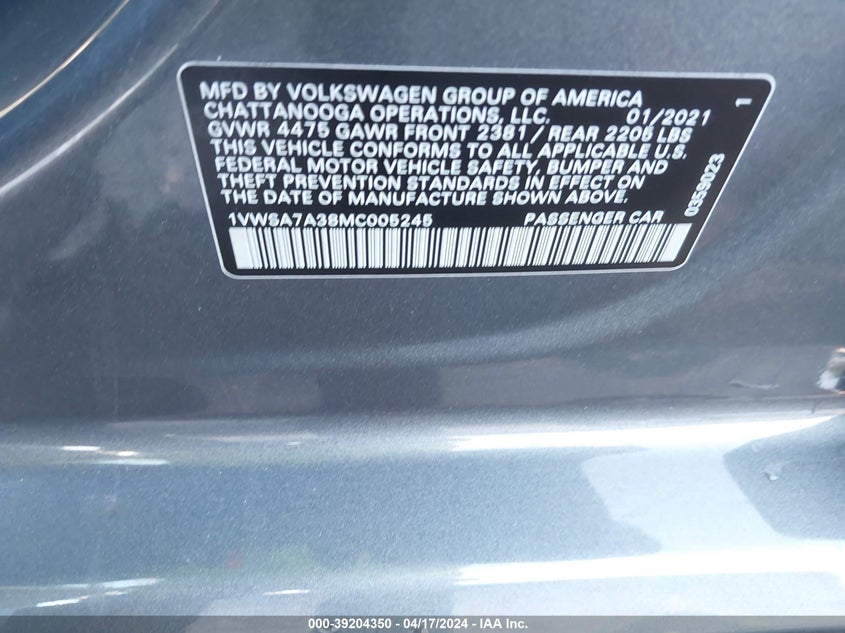 MFD BY VOLKSWAGEN GROUP OF AMERICA
CHATTANOOGA OPERATIONS, LLC. 01/2021
GVWR 4475 GAWR FRONT 2381 / REAR 2205 LBS
THIS VEHICLE CONFORMS TO ALL APPLICABLE U.S.
FEDERAL MOTOR VEHICLE SAFETY, BUMPER AND
THEFT PREVENTION STANDARDS IN EFFECT ON
THE DATE OF MANUFACTURE SHOWN ABOVE.
1VWSA7A38MC005245 PASSENGER CAR
0359023
1
000-39204350 - 04/17/2024 - IAA Inc.